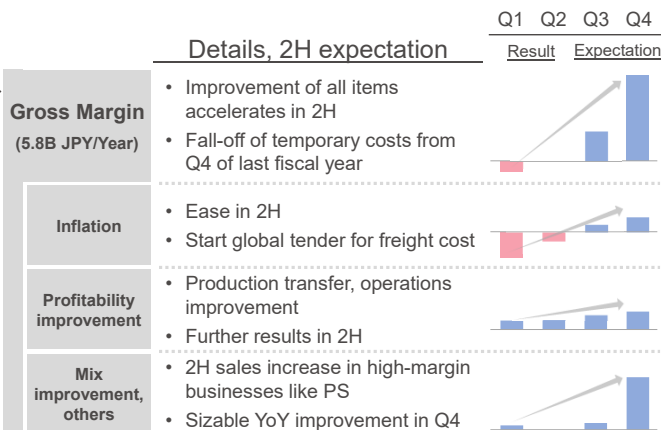 Q1 Q2 Q3 Q4
Details, 2H expectation
Result Expectation
Gross Margin
(5.8B JPY/Year)
• Improvement of all items
accelerates in 2H
• Fall-off of temporary costs from
Q4 of last fiscal year
Inflation
• Ease in 2H
• Start global tender for freight cost
Profitability
improvement
• Production transfer, operations
improvement
• Further results in 2H
Mix
improvement,
others
• 2H sales increase in high-margin
businesses like PS
• Sizable YoY improvement in Q4